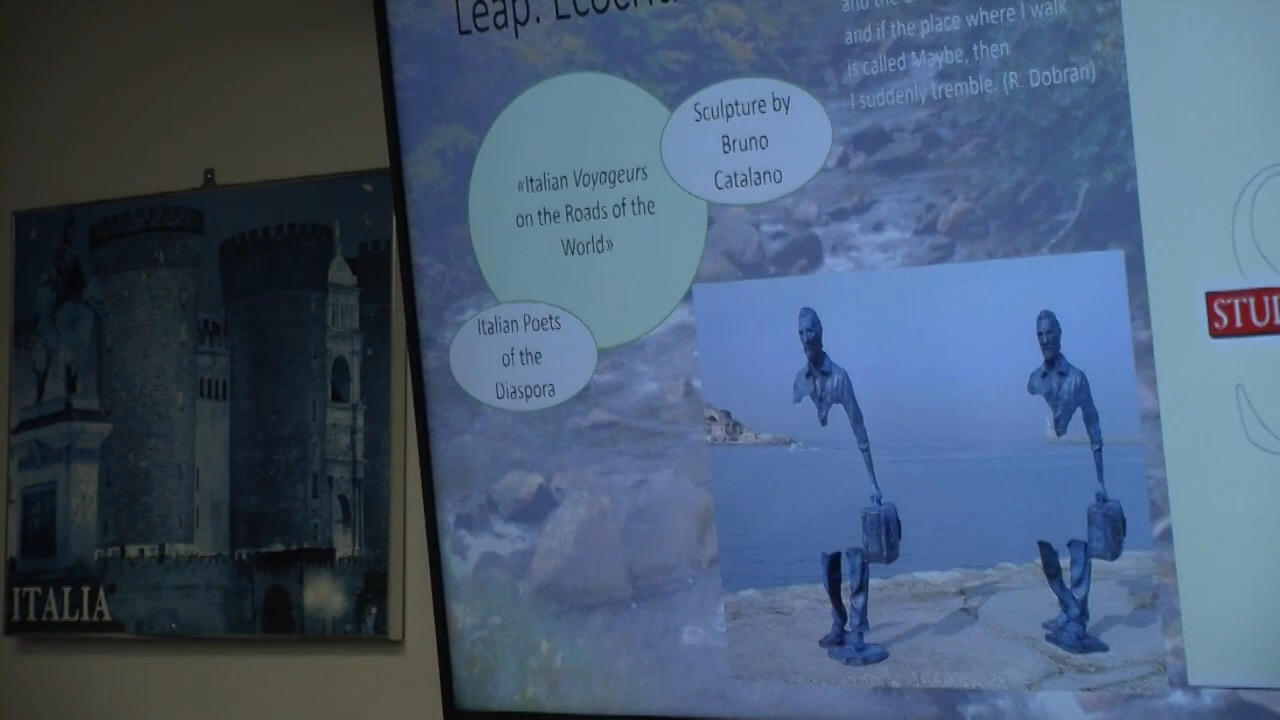 Leap.
and if the place where I walk
is called Maybe, then
I suddenly tremble. (R. Dobran)
Sculpture by
Bruno
Catalano
«Italian Voyageurs
on the Roads of the
World»
Italian Poets
of the
Diaspora
ITALIA